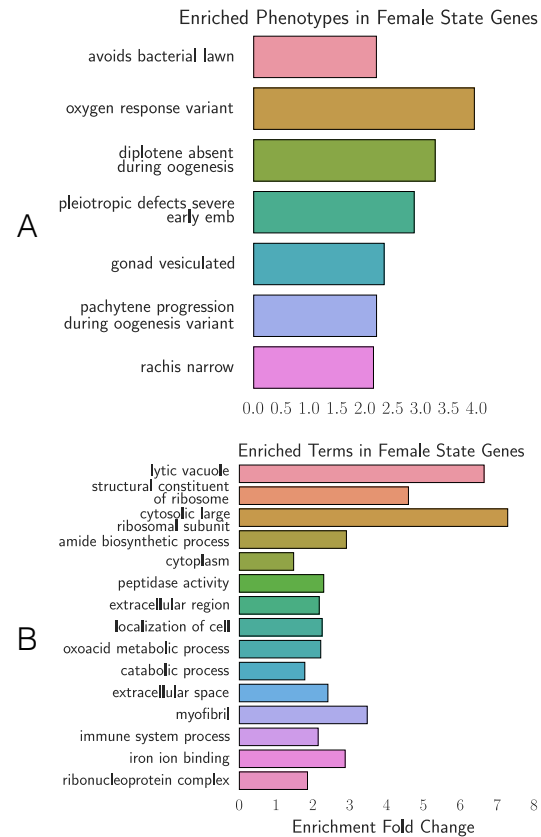 Enriched Phenotypes in Female State Genes
avoids bacterial lawn
oxygen response variant
diplotene absent
during oogenesis
pleiotropic defects severe
early emb
A
gonad vesiculated
pachytene progression
during oogenesis variant
rachis narrow
0.0 0.5 1.0 1.5 2.0 2.5 3.0 3.5 4.0
Enriched Terms in Female State Genes
lytic vacuole
structural constituent
of ribosome
cytosolic large
ribosomal subunit
amide biosynthetic process
cytoplasm
peptidase activity
extracellular region
localization of cell
B
oxoacid metabolic process
catabolic process
extracellular space
myofibril
immune system process
iron ion binding
ribonucleoprotein complex
0 1 2 3 4 5 6 7 8
Enrichment Fold Change